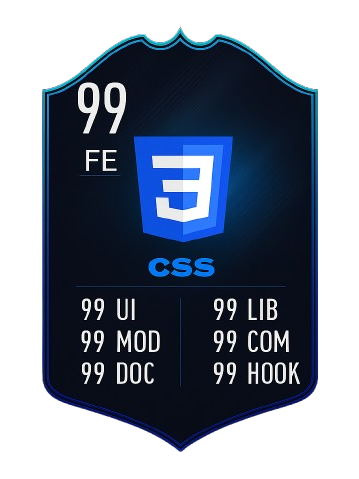 99
FE
3
CSS
99 UI
99 MOD
99 DOC
99 LIB
99 COM
99 HOOK